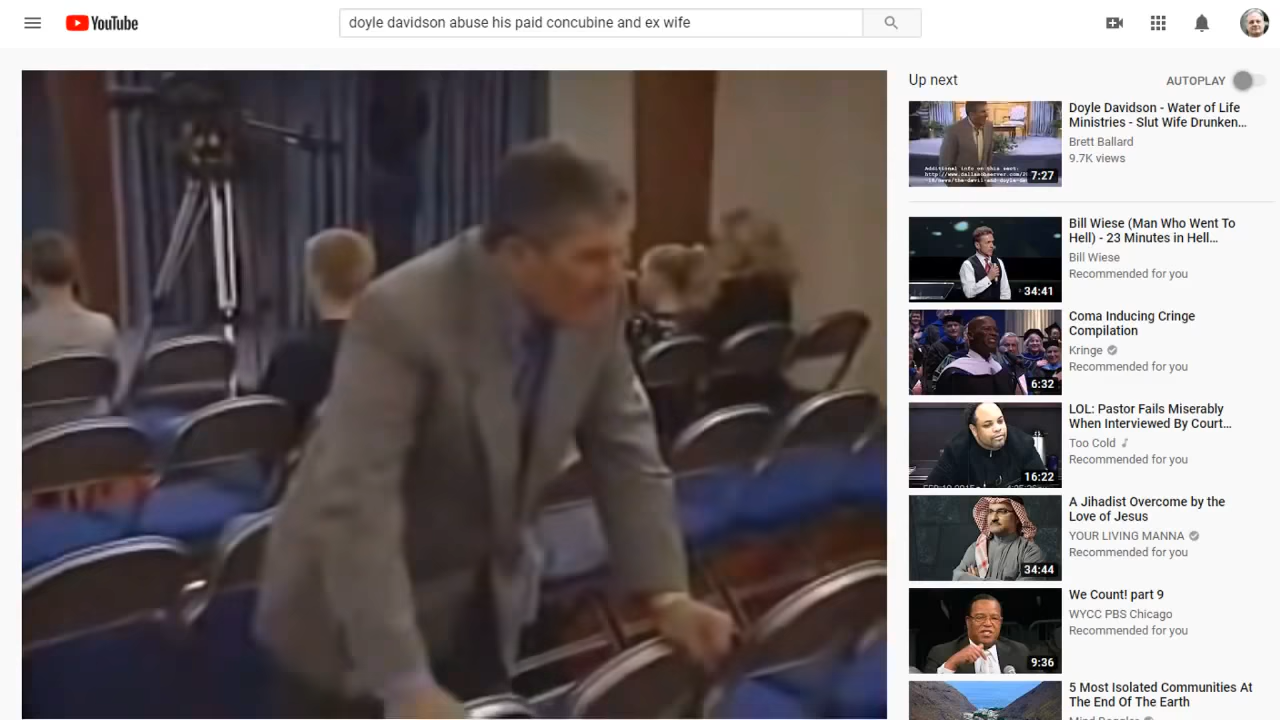 YouTube
doyle davidson abuse his paid concubine and ex wife
Up next
AUTOPLAY
Additional info on this sect:
7:27
Doyle Davidson - Water of Life
Ministries - Slut Wife Drunken...
Brett Ballard
9.7K views
34:41
Bill Wiese (Man Who Went To
Hell) - 23 Minutes in Hell...
Bill Wiese
Recommended for you
6:32
Coma Inducing Cringe
Compilation
Kringe
Recommended for you
16:22
LOL: Pastor Fails Miserably
When Interviewed By Court...
Too Cold
Recommended for you
34:44
A Jihadist Overcome by the
Love of Jesus
YOUR LIVING MANNA
Recommended for you
9:36
We Count! part 9
WYCC PBS Chicago
Recommended for you
5 Most Isolated Communities At
The End Of The Earth